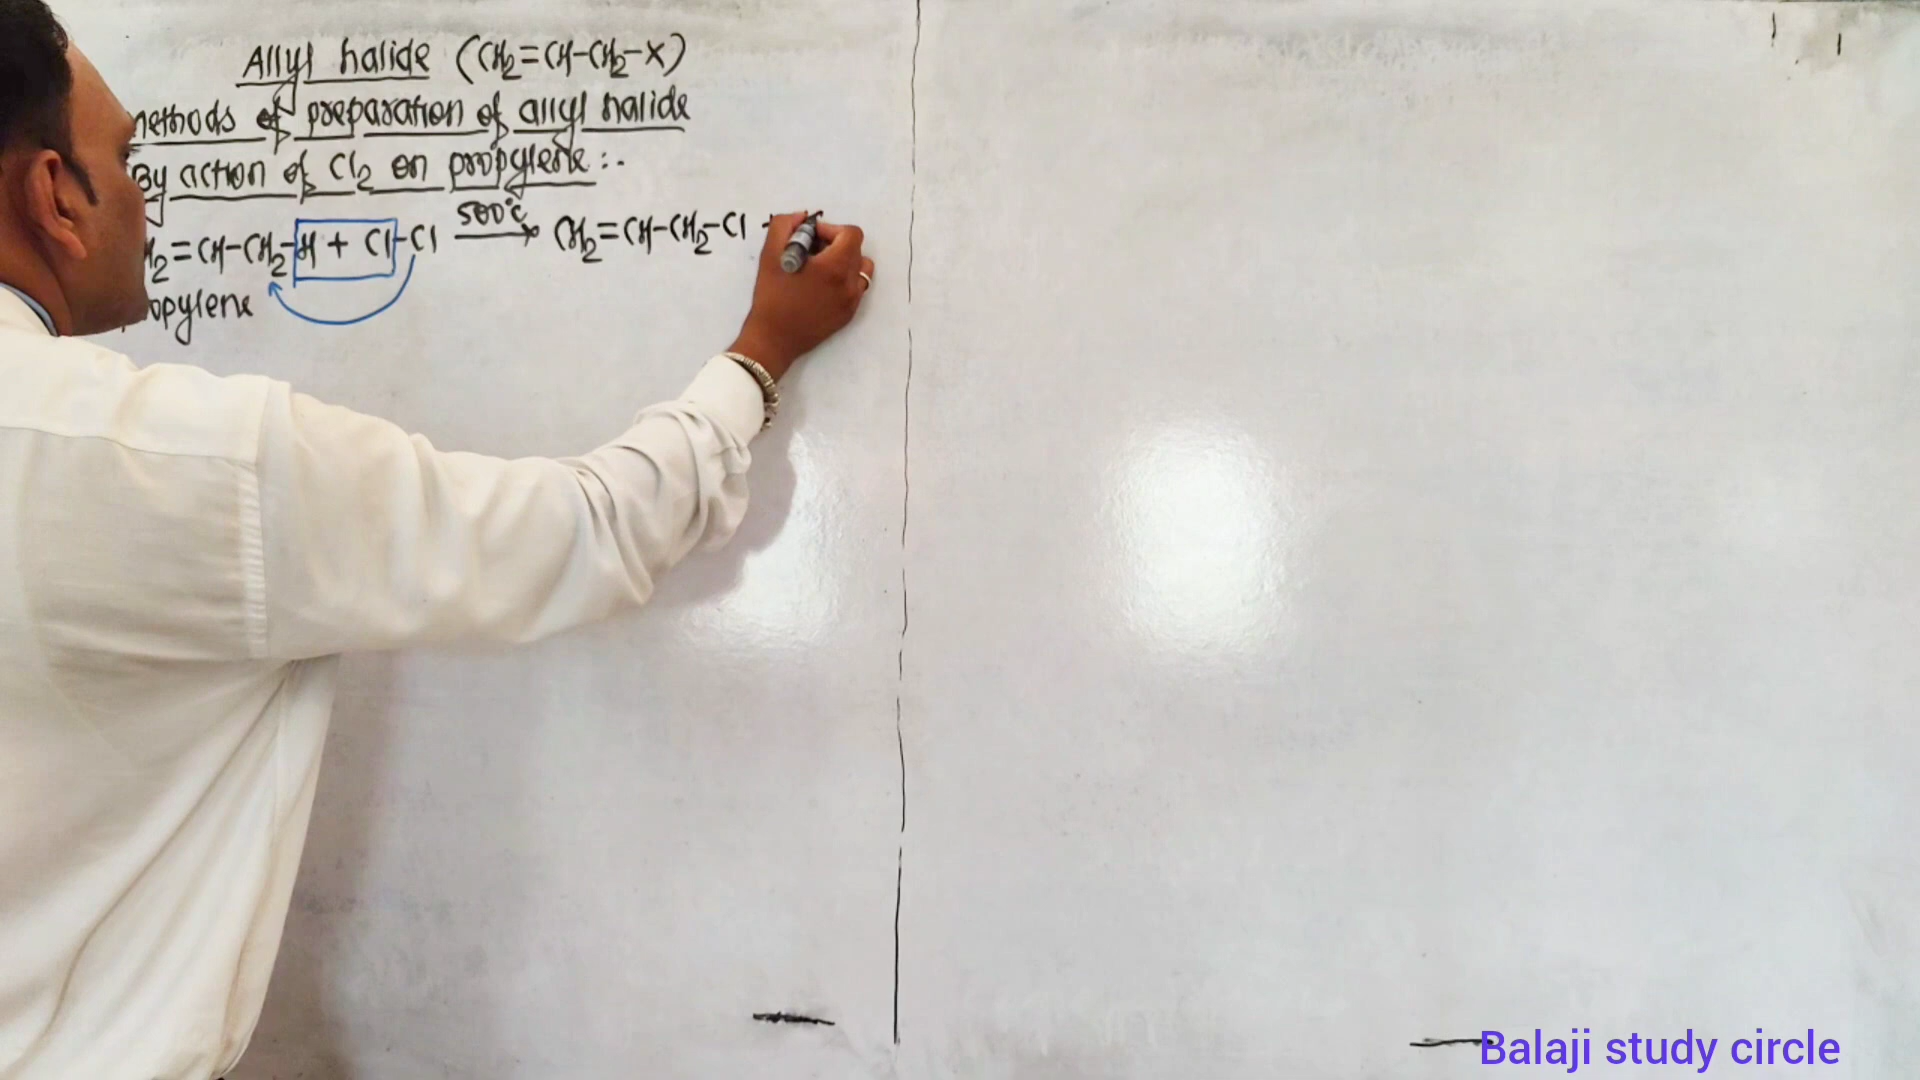 Allyl halide (CH2=CH-CH2-X)
methods of preparation of allyl halide
By action of Cl2 on propylene :-
H2=CH-CH2-H + Cl-Cl 500°C → CH2=CH-CH2-Cl +
propylene
Balaji study circle